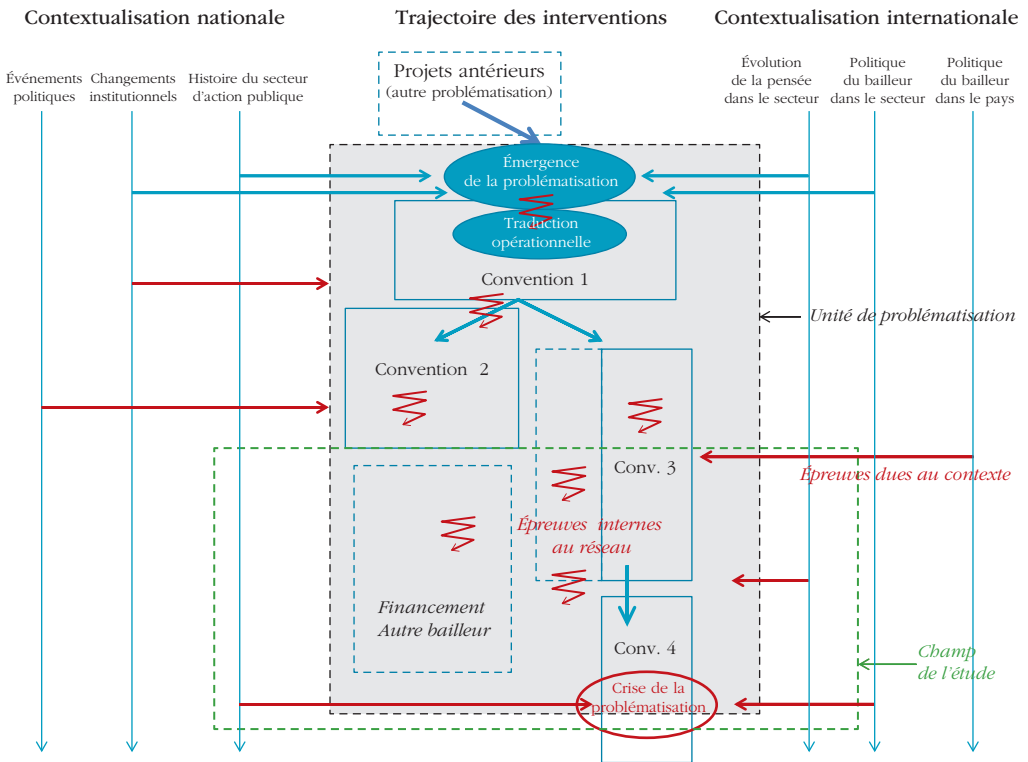 Contextualisation nationale
Trajectoire des interventions
Contextualisation internationale
Événements
politiques
Changements
institutionnels
Histoire du secteur
d'action publique
Projets antérieurs
(autre problématisation)
Évolution
de la pensée
dans le secteur
Politique
du bailleur
dans le secteur
Politique
du bailleur
dans le pays
Émergence
de la problématisation
Traduction
opérationnelle
Convention 1
Unité de problématisation
Convention 2
Conv. 3
Épreuves dues au contexte
Épreuves internes
au réseau
Financement
Autre bailleur
Conv. 4
Champ
de l'étude
Crise de la
problématisation